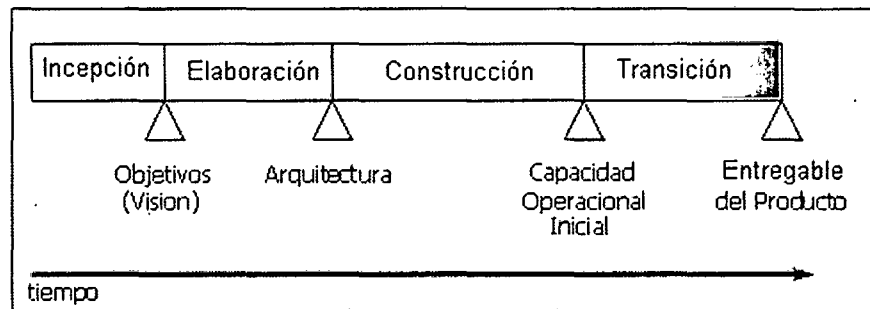 Incepción Elaboración Construcción Transición
Objetivos
(Vision)
Arquitectura
Capacidad
Operacional
Inicial
Entregable
del Producto
tiempo